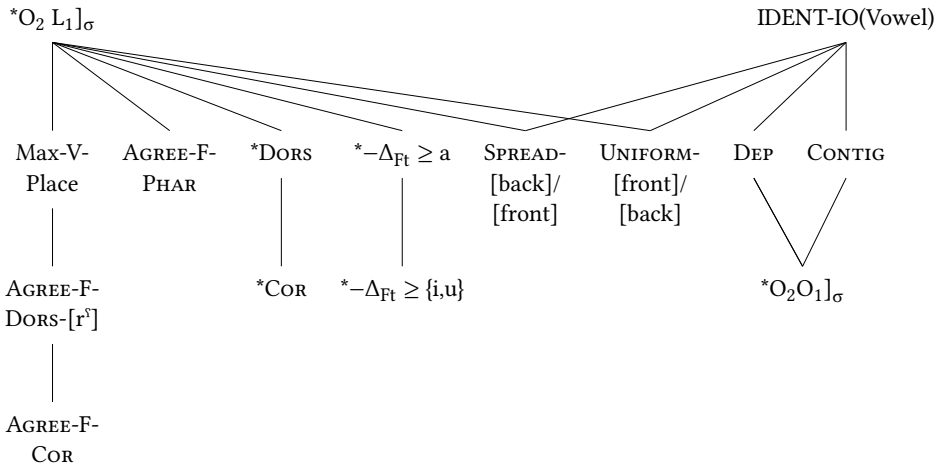 *O₂ L₁]σ IDENT-IO(Vowel)
Max-V- AGREE-F- *DORS *−ΔFt ≥ a SPREAD- UNIFORM- DEP CONTIG
Place PHAR [back]/ [front]/
[front] [back]
AGREE-F- *COR *−ΔFt ≥ {i,u} *O₂O₁]σ
DORS-[rˤ]
AGREE-F-
COR